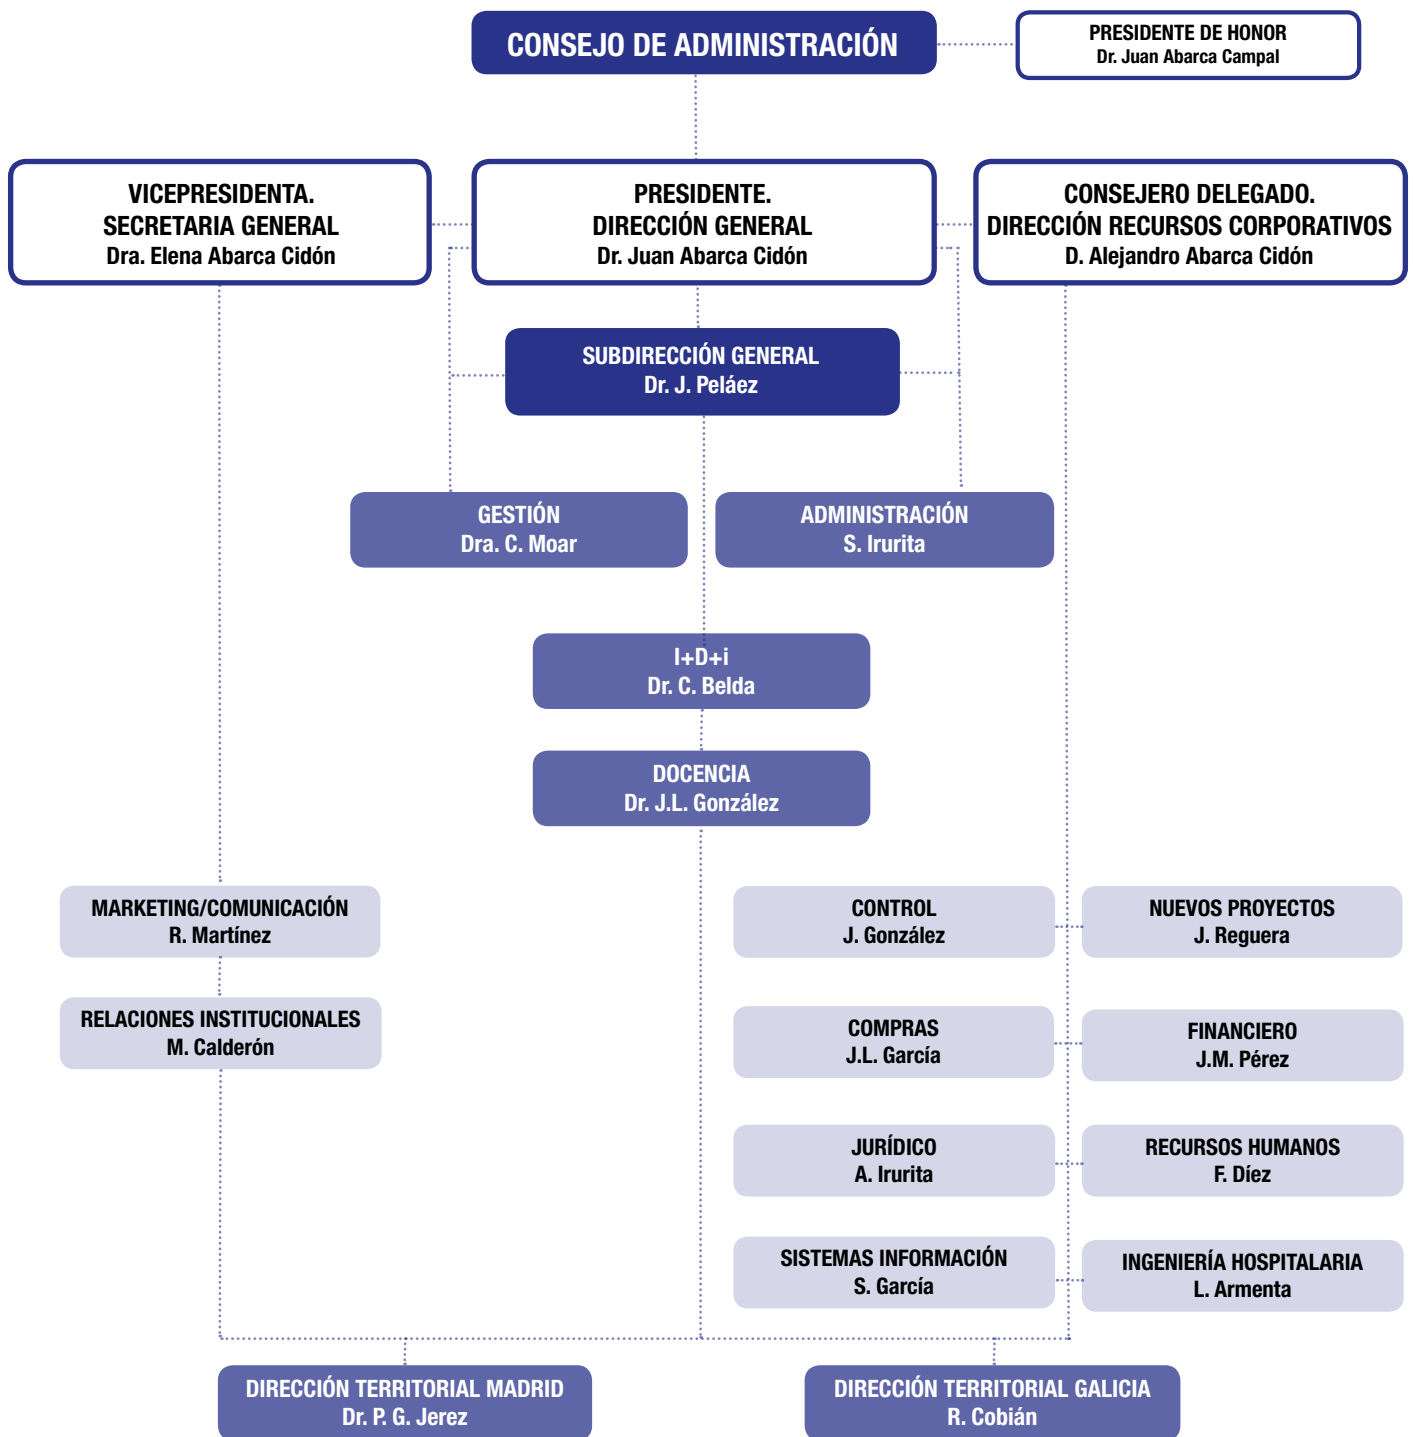 CONSEJO DE ADMINISTRACIÓN
PRESIDENTE DE HONOR
Dr. Juan Abarca Campal
VICEPRESIDENTA.
SECRETARIA GENERAL
Dra. Elena Abarca Cidón
PRESIDENTE.
DIRECCIÓN GENERAL
Dr. Juan Abarca Cidón
CONSEJERO DELEGADO.
DIRECCIÓN RECURSOS CORPORATIVOS
D. Alejandro Abarca Cidón
SUBDIRECCIÓN GENERAL
Dr. J. Peláez
GESTIÓN
Dra. C. Moar
ADMINISTRACIÓN
S. Irurita
I+D+i
Dr. C. Belda
DOCENCIA
Dr. J.L. González
MARKETING/COMUNICACIÓN
R. Martínez
CONTROL
J. González
NUEVOS PROYECTOS
J. Reguera
RELACIONES INSTITUCIONALES
M. Calderón
COMPRAS
J.L. García
FINANCIERO
J.M. Pérez
JURÍDICO
A. Irurita
RECURSOS HUMANOS
F. Díez
SISTEMAS INFORMACIÓN
S. García
INGENIERÍA HOSPITALARIA
L. Armenta
DIRECCIÓN TERRITORIAL MADRID
Dr. P. G. Jerez
DIRECCIÓN TERRITORIAL GALICIA
R. Cobián